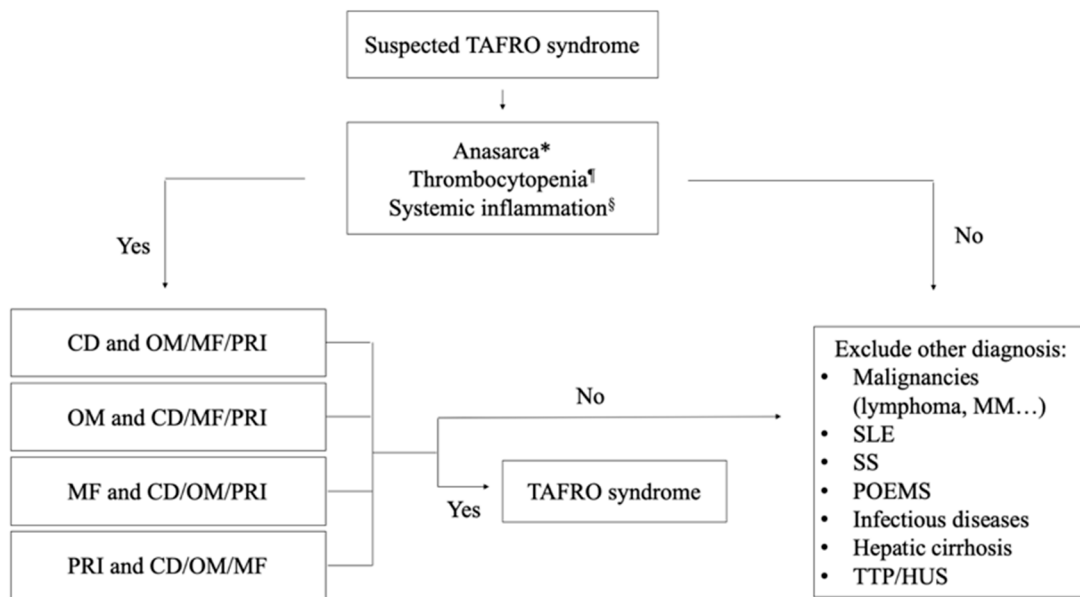 Suspected TAFRO syndrome
Anasarca*
Thrombocytopenia¶
Systemic inflammation§
Yes
No
CD and OM/MF/PRI
OM and CD/MF/PRI
MF and CD/OM/PRI
PRI and CD/OM/MF
No
Yes
TAFRO syndrome
Exclude other diagnosis:
• Malignancies
(lymphoma, MM…)
• SLE
• SS
• POEMS
• Infectious diseases
• Hepatic cirrhosis
• TTP/HUS